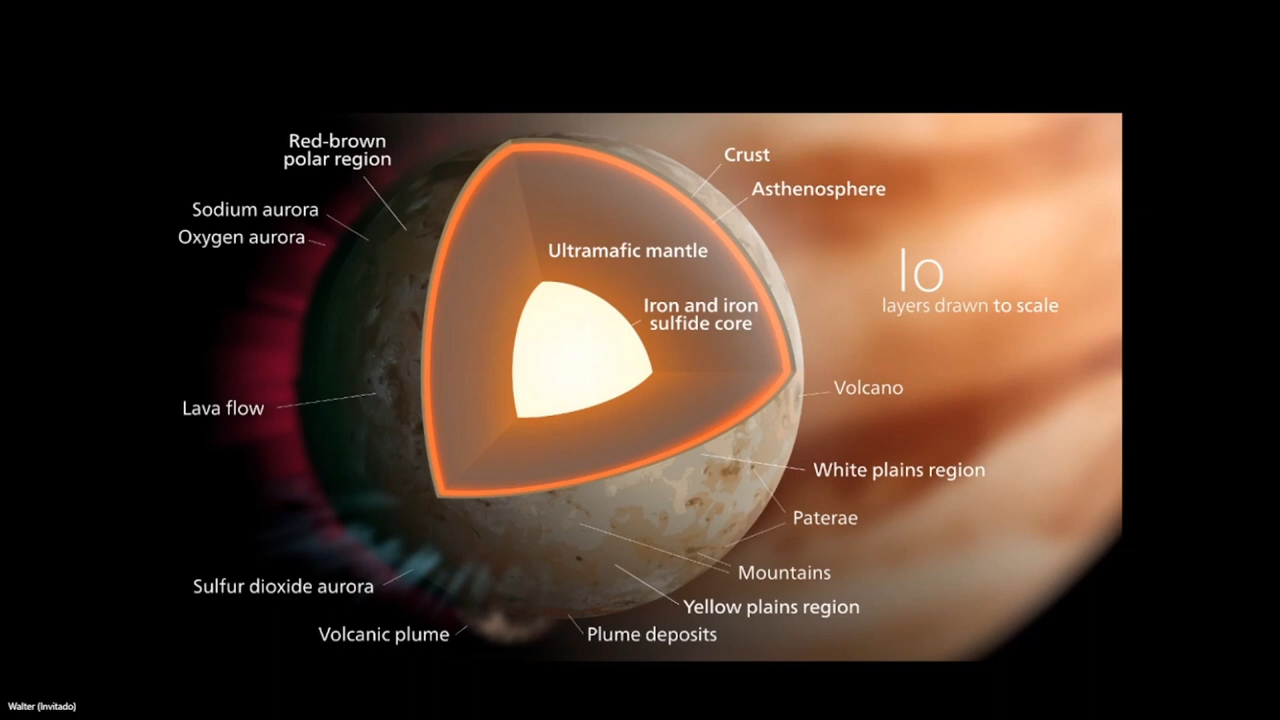 Red-brown
polar region
Sodium aurora
Oxygen aurora
Lava flow
Sulfur dioxide aurora
Volcanic plume
Crust
Asthenosphere
Ultramafic mantle
Iron and iron
sulfide core
Io
layers drawn to scale
Volcano
White plains region
Paterae
Mountains
Yellow plains region
Plume deposits
Walter (Invitado)